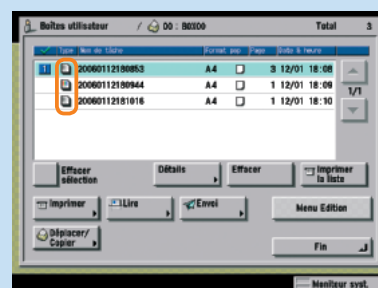 Boîtes utilisateur / 00 : BOX00 Total 3
Type Nom de tâche Format pap Page Date & heure
1 20060112180853 A4 3 12/01 18:08
20060112180944 A4 1 12/01 18:09
20060112181016 A4 1 12/01 18:10
1/1
Effacer sélection Détails Effacer Imprimer la liste
Imprimer Lire Envoi Menu Edition
Déplacer/ Copier Fin
Moniteur syst.